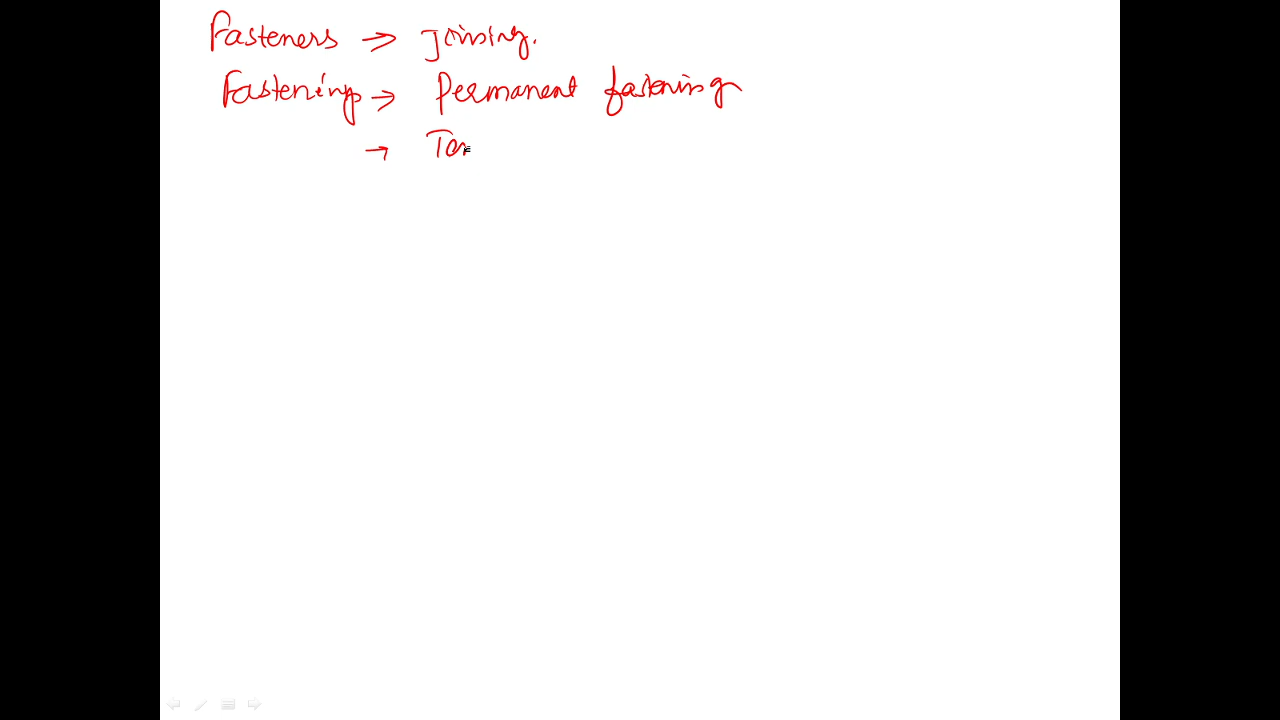 Fasteners → Joining.
Fastening → Permanent fastening
→